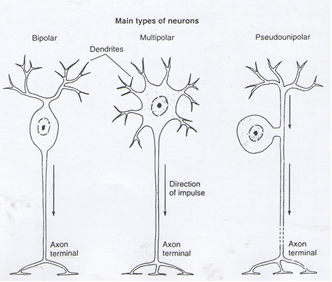 Main types of neurons
Bipolar
Multipolar
Pseudounipolar
Dendrites
Direction
of impulse
Axon
terminal
Axon
terminal
Axon
terminal